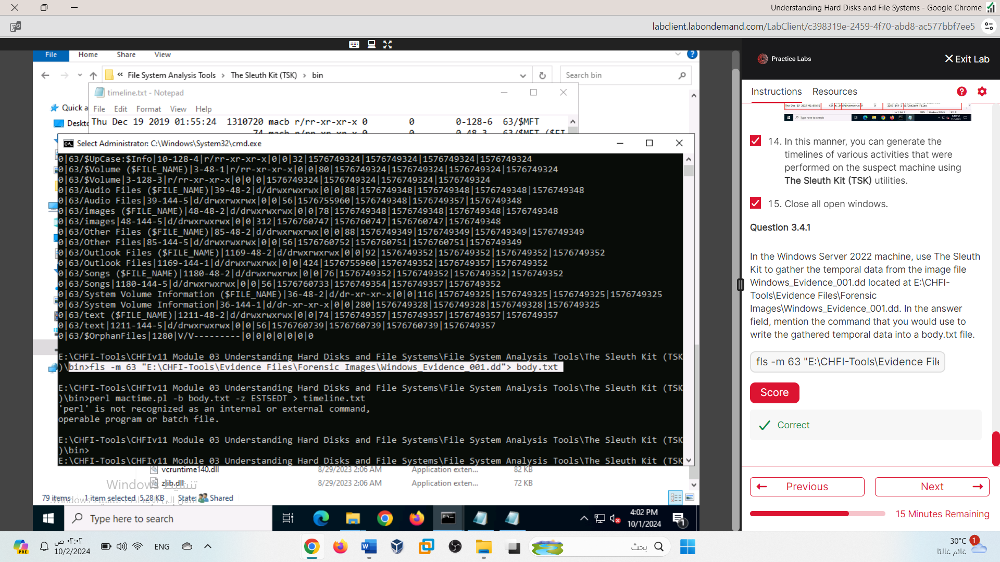 Understanding Hard Disks and File Systems - Google Chrome
labclient.labondemand.com/LabClient/c398319e-2459-4f70-abd8-ac577bbf7ee5
File Home Share View
« File System Analysis Tools › The Sleuth Kit (TSK) › bin
Search bin
timeline.txt - Notepad
Quick a
File Edit Format View Help
Deskto
Thu Dec 19 2019 01:55:24 1310720 macb r/rr-xr-xr-x 0 0 0-128-6 63/$MFT
Select Administrator: C:\Windows\System32\cmd.exe
0|63/$UpCase:$Info|10-128-4|r/rr-xr-xr-x|0|0|32|1576749324|1576749324|1576749324|1576749324
0|63/$Volume ($FILE_NAME)|3-48-1|r/rr-xr-xr-x|0|0|80|1576749324|1576749324|1576749324|1576749324
0|63/$Volume|3-128-3|r/rr-xr-xr-x|0|0|0|1576749324|1576749324|1576749324|1576749324
0|63/Audio Files ($FILE_NAME)|39-48-2|d/drwxrwxrwx|0|0|88|1576749348|1576749348|1576749348|1576749348
0|63/Audio Files|39-144-5|d/drwxrwxrwx|0|0|56|1576755960|1576749348|1576749357|1576749348
0|63/images ($FILE_NAME)|48-48-2|d/drwxrwxrwx|0|0|78|1576749348|1576749348|1576749348|1576749348
0|63/images|48-144-5|d/drwxrwxrwx|0|0|312|1576760747|1576760747|1576760747|1576749348
0|63/Other Files ($FILE_NAME)|85-48-2|d/drwxrwxrwx|0|0|88|1576749349|1576749349|1576749349|1576749349
0|63/Other Files|85-144-5|d/drwxrwxrwx|0|0|56|1576760752|1576760751|1576760751|1576749349
0|63/Outlook Files ($FILE_NAME)|1169-48-2|d/drwxrwxrwx|0|0|92|1576749352|1576749352|1576749352|1576749352
0|63/Outlook Files|1169-144-1|d/drwxrwxrwx|0|0|424|1576755960|1576749352|1576749357|1576749352
0|63/Songs ($FILE_NAME)|1180-48-2|d/drwxrwxrwx|0|0|76|1576749352|1576749352|1576749352|1576749352
0|63/Songs|1180-144-5|d/drwxrwxrwx|0|0|56|1576760733|1576749354|1576749357|1576749352
0|63/System Volume Information ($FILE_NAME)|36-48-2|d/dr-xr-xr-x|0|0|116|1576749325|1576749325|1576749325|1576749325
0|63/System Volume Information|36-144-1|d/dr-xr-xr-x|0|0|280|1576749328|1576749328|1576749328|1576749325
0|63/text ($FILE_NAME)|1211-48-2|d/drwxrwxrwx|0|0|74|1576749357|1576749357|1576749357|1576749357
0|63/text|1211-144-5|d/drwxrwxrwx|0|0|56|1576760739|1576760739|1576760739|1576749357
0|63/$OrphanFiles|1280|V/V---------|0|0|0|0|0|0|0
E:\CHFI-Tools\CHFIv11 Module 03 Understanding Hard Disks and File Systems\File System Analysis Tools\The Sleuth Kit (TSK
)\bin>fls -m 63 "E:\CHFI-Tools\Evidence Files\Forensic Images\Windows_Evidence_001.dd"> body.txt
E:\CHFI-Tools\CHFIv11 Module 03 Understanding Hard Disks and File Systems\File System Analysis Tools\The Sleuth Kit (TSK
)\bin>perl mactime.pl -b body.txt -z EST5EDT > timeline.txt
'perl' is not recognized as an internal or external command,
operable program or batch file.
E:\CHFI-Tools\CHFIv11 Module 03 Understanding Hard Disks and File Systems\File System Analysis Tools\The Sleuth Kit (TSK
)\bin>
E:\CHFI-Tools\CHFIv11 Module 03 Understanding Hard Disks and File Systems\File System Analysis Tools\The Sleuth Kit (TSK
vcruntime140.dll 8/29/2023 2:06 AM Application exten... 82 KB
zlib.dll 8/29/2023 2:06 AM Application exten... 72 KB
تنشيط Windows
79 items 1 item selected 5.28 KB State: Shared
انتقل إلى الإعدادات لتنشيط Windows.
Type here to search
4:02 PM
10/1/2024
1
Practice Labs
Exit Lab
Instructions Resources
14. In this manner, you can generate the
timelines of various activities that were
performed on the suspect machine using
The Sleuth Kit (TSK) utilities.
15. Close all open windows.
Question 3.4.1
In the Windows Server 2022 machine, use The Sleuth
Kit to gather the temporal data from the image file
Windows_Evidence_001.dd located at E:\CHFI-
Tools\Evidence Files\Forensic
Images\Windows_Evidence_001.dd. In the answer
field, mention the command that you would use to
write the gathered temporal data into a body.txt file.
fls -m 63 "E:\CHFI-Tools\Evidence File
Score
Correct
Previous
Next
15 Minutes Remaining
PRE
٠٢:٠٢ ص
10/2/2024
ENG
بحث
30°C
غائم غالبًا
1